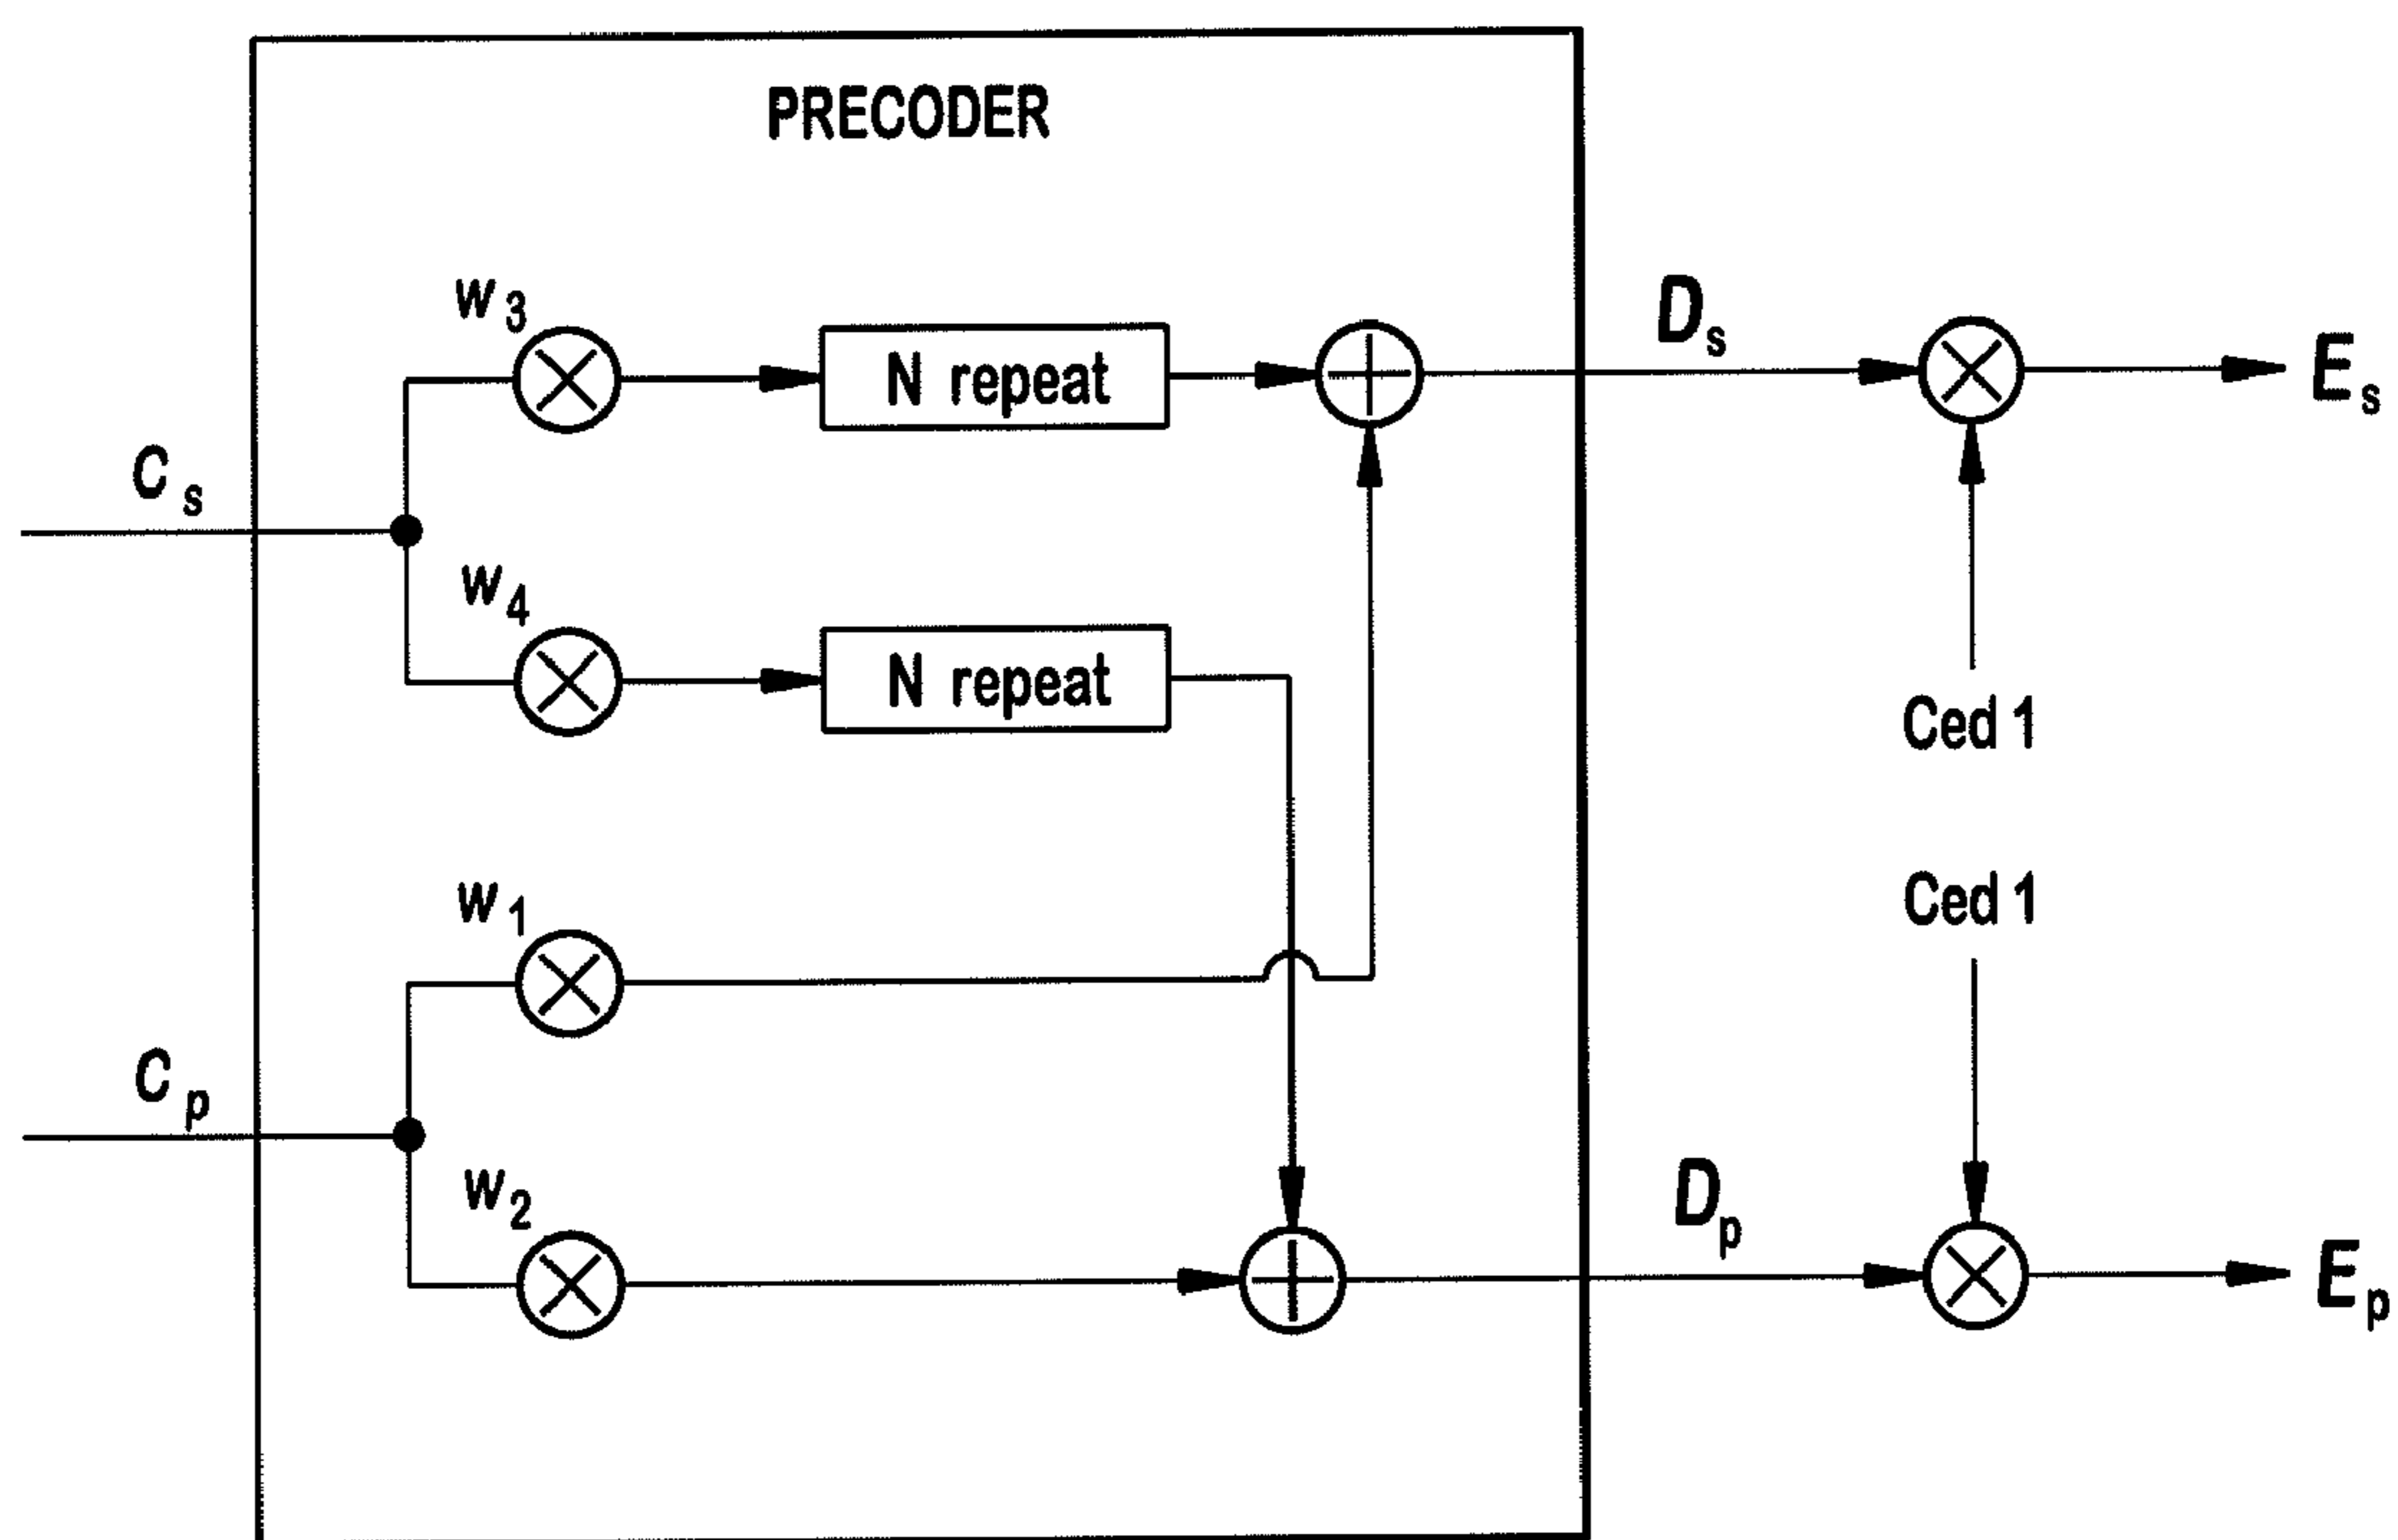 PRECODER
w3
N repeat
Ds
Es
Cs
w4
N repeat
Ced 1
w1
Ced 1
Cp
w2
Dp
Ep